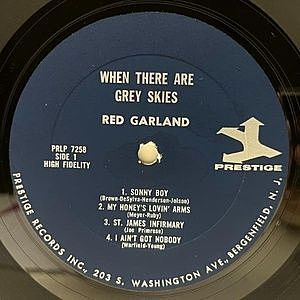 WHEN THERE ARE
GREY SKIES
RED GARLAND
PRLP 7258
SIDE 1
HIGH FIDELITY
PRESTIGE
1. SONNY BOY
(Brown-DeSylva-Henderson-Jolson)
2. MY HONEY'S LOVIN' ARMS
(Meyer-Ruby)
3. ST. JAMES INFIRMARY
(Joe Primrose)
4. I AIN'T GOT NOBODY
(Warfield-Young)
PRESTIGE RECORDS INC., 203 S. WASHINGTON AVE., BERGENFIELD, N. J.